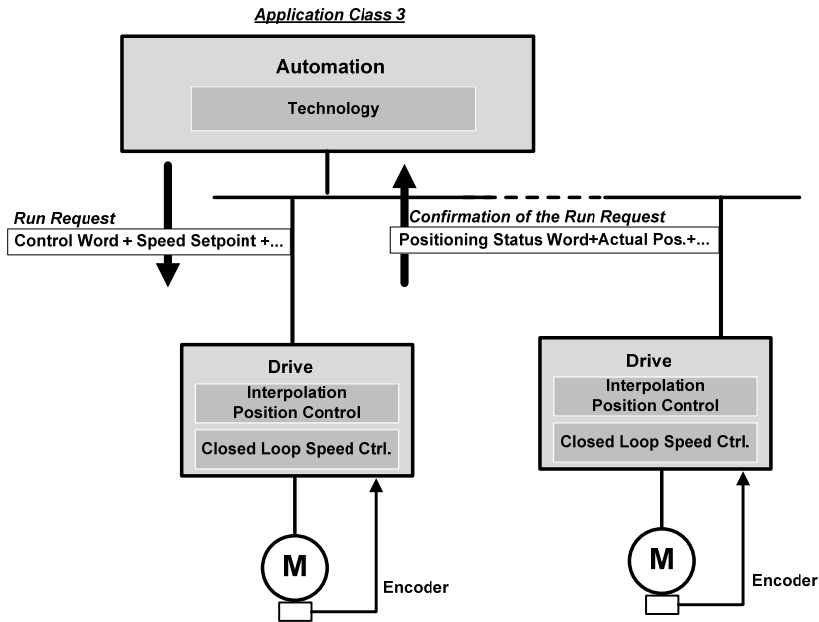 Application Class 3
Automation
Technology
Run Request
Control Word + Speed Setpoint +...
Confirmation of the Run Request
Positioning Status Word+Actual Pos.+...
Drive
Interpolation
Position Control
Closed Loop Speed Ctrl.
M
Encoder
Drive
Interpolation
Position Control
Closed Loop Speed Ctrl.
M
Encoder